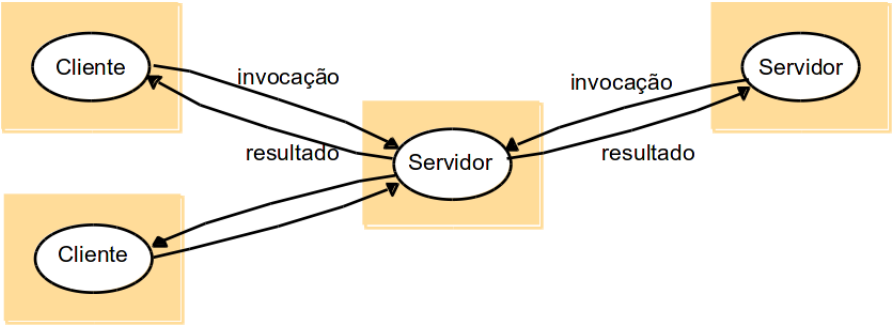 Cliente
invocação
resultado
Servidor
invocação
resultado
Servidor
Cliente